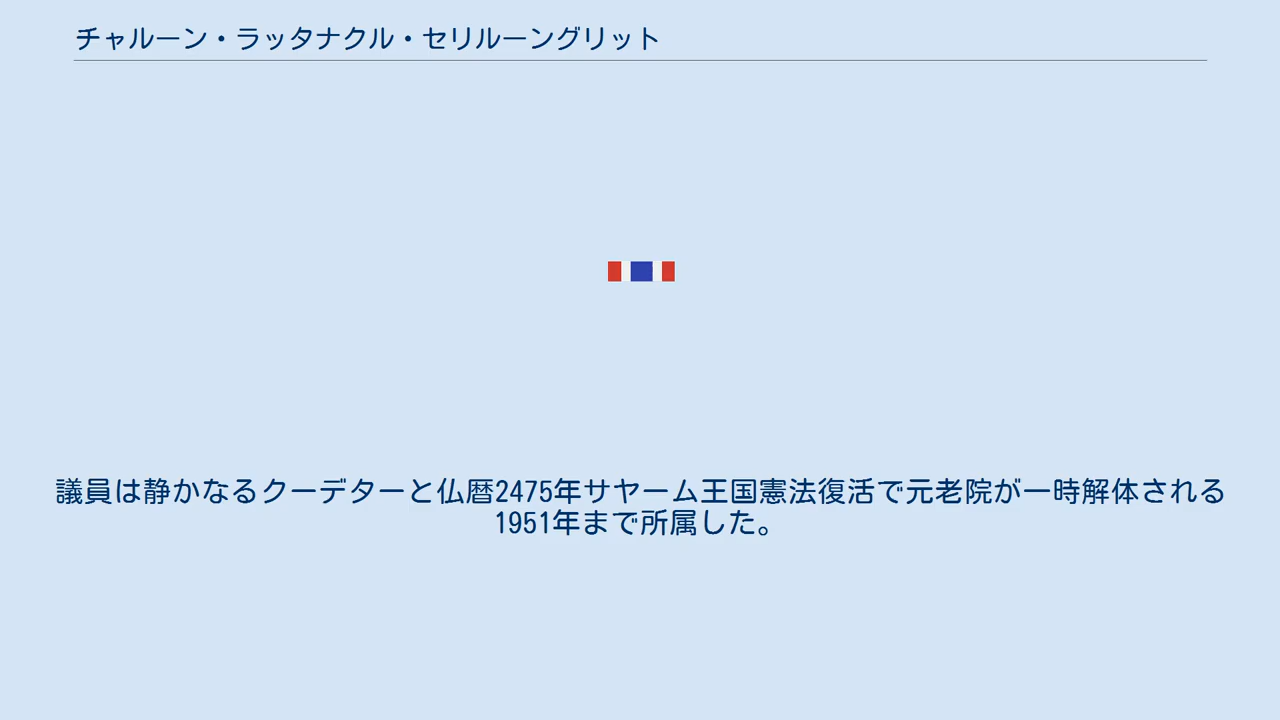 チャルーン・ラッタナクル・セリルーングリット
議員は静かなるクーデターと仏暦2475年サヤーム王国憲法復活で元老院が一時解体される
1951年まで所属した。